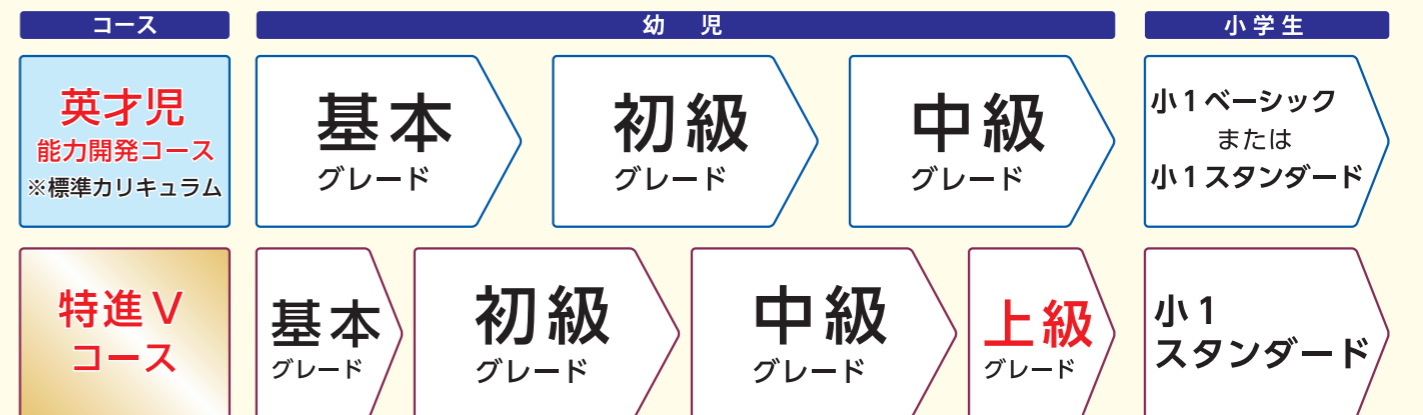 コース
幼 児
小学生
英才児
能力開発コース
※標準カリキュラム
基本
グレード
初級
グレード
中級
グレード
小1ベーシック
または
小1スタンダード
特進V
コース
基本
グレード
初級
グレード
中級
グレード
上級
グレード
小1
スタンダード